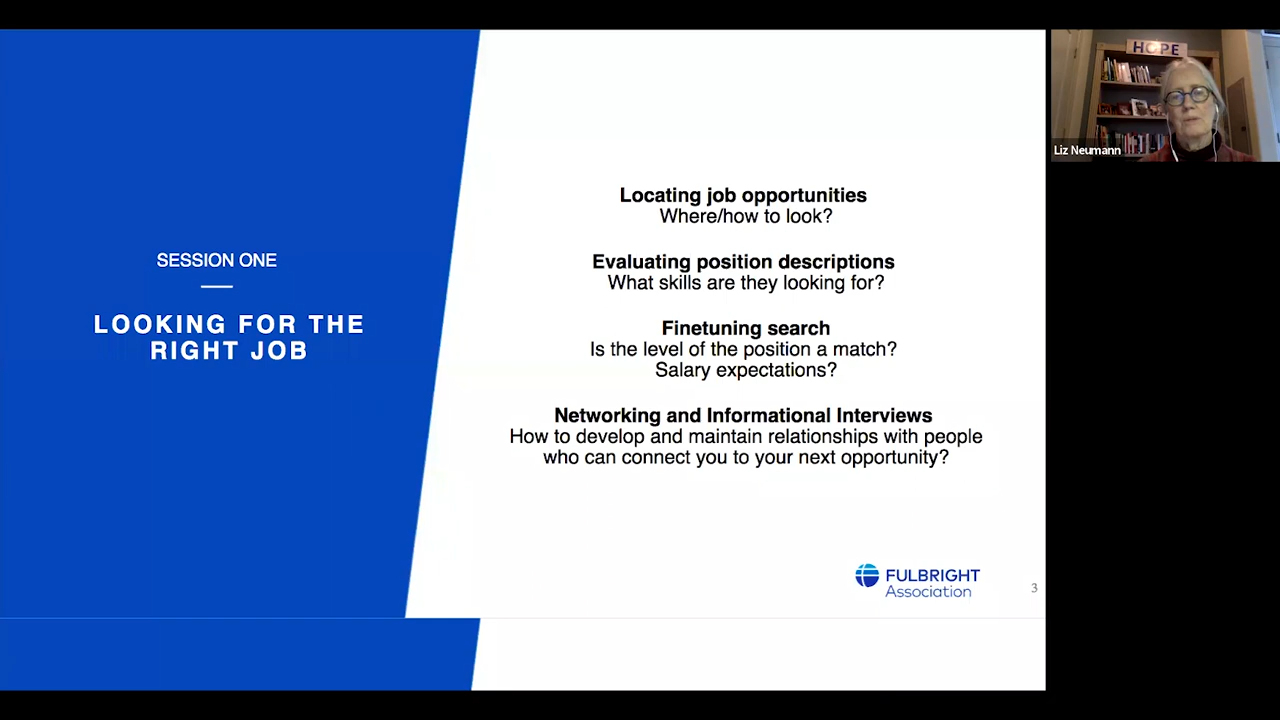 SESSION ONE
LOOKING FOR THE
RIGHT JOB
Locating job opportunities
Where/how to look?
Evaluating position descriptions
What skills are they looking for?
Finetuning search
Is the level of the position a match?
Salary expectations?
Networking and Informational Interviews
How to develop and maintain relationships with people
who can connect you to your next opportunity?
FULBRIGHT
Association
3
HOPE
Liz Neumann